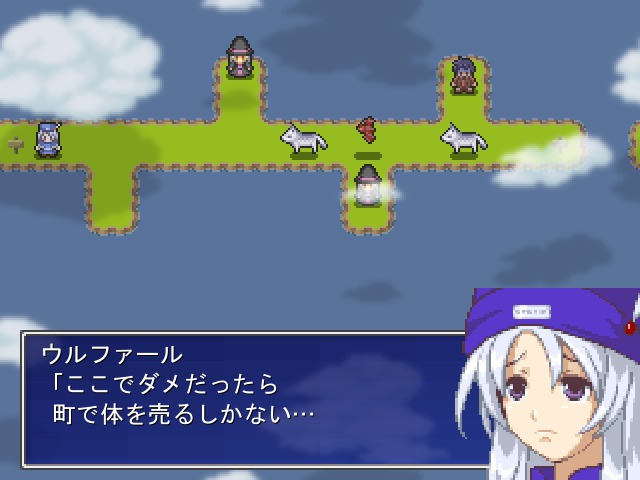 ウルファール
「ここでダメだったら
町で体を売るしかない…